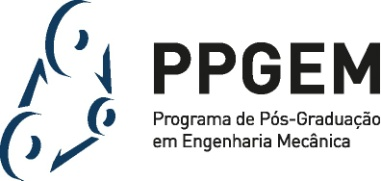 PPGEM
Programa de Pós-Graduação
em Engenharia Mecânica